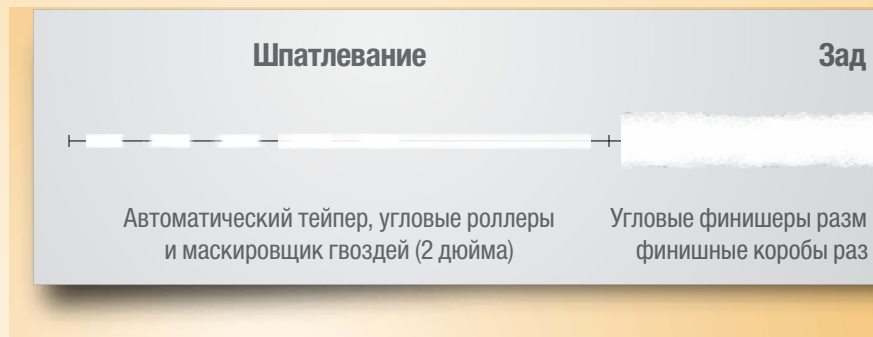 Шпатлевание
Автоматический тейпер, угловые роллеры
и маскировщик гвоздей (2 дюйма)
Зад
Угловые финишеры разм
финишные коробы раз